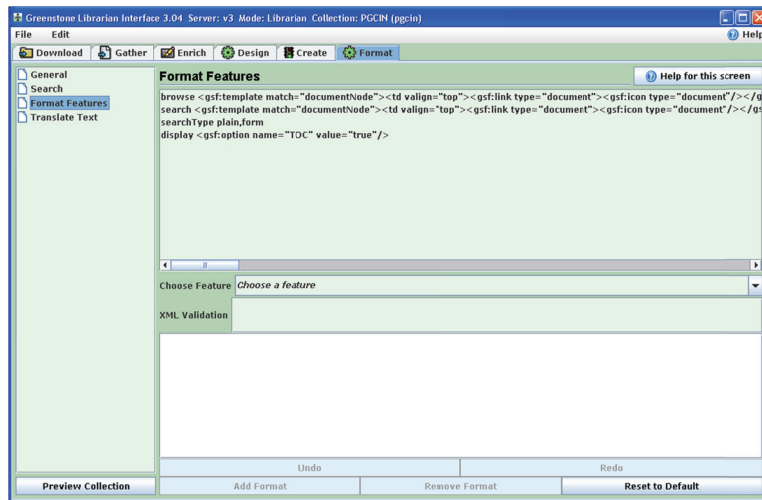 Greenstone Librarian Interface 3.04 Server: v3 Mode: Librarian Collection: PGCIN (pgcin)
File Edit Help
Download Gather Enrich Design Create Format
General
Search
Format Features
Translate Text
Format Features Help for this screen
browse <gsf:template match="documentNode"><td valign="top"><gsf:link type="document"><gsf:icon type="document"/></g
search <gsf:template match="documentNode"><td valign="top"><gsf:link type="document"><gsf:icon type="document"/></gs
searchType plain,form
display <gsf:option name="TOC" value="true"/>
Choose Feature Choose a feature
XML Validation
Undo Redo
Preview Collection Add Format Remove Format Reset to Default